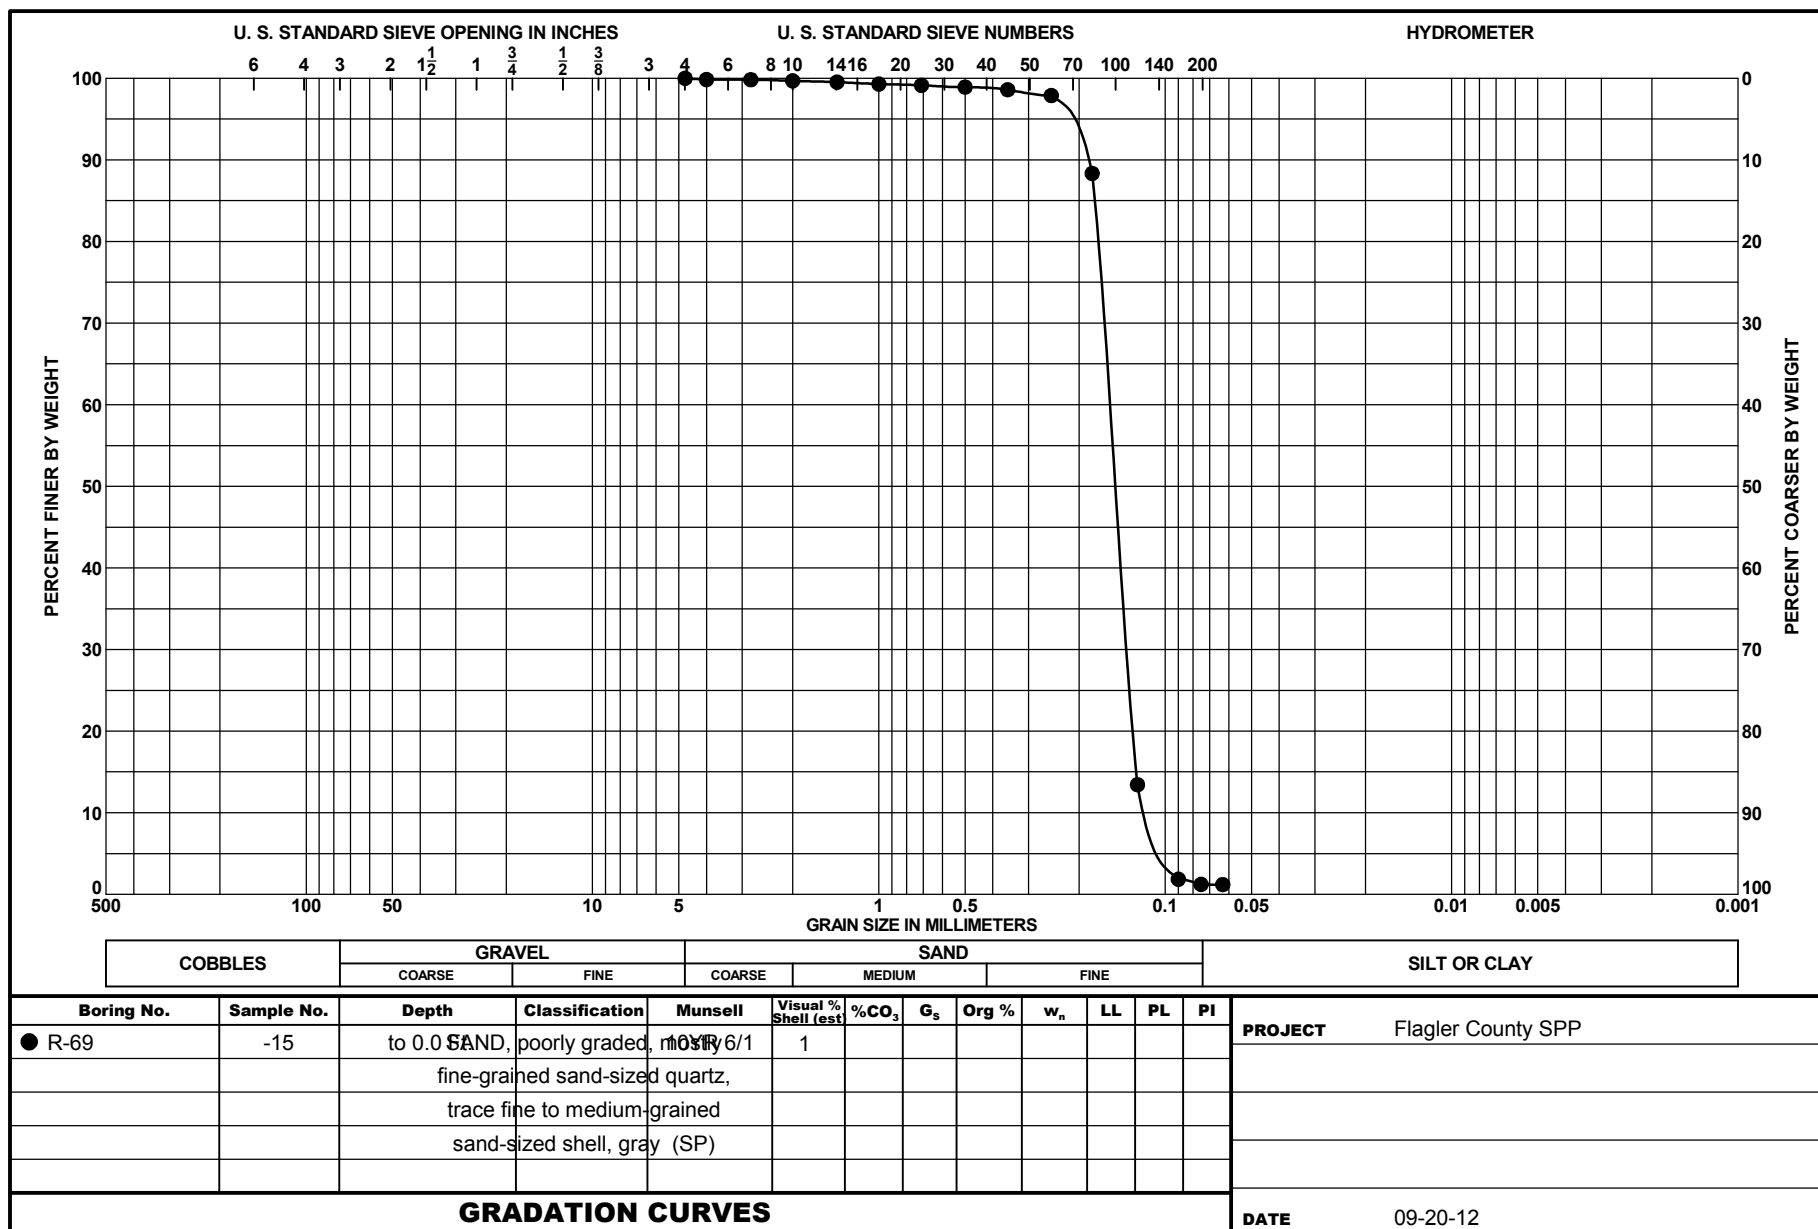 U. S. STANDARD SIEVE OPENING IN INCHES U. S. STANDARD SIEVE NUMBERS HYDROMETER
6 4 3 2 1 1/2 1 3/4 1/2 3/8 3 4 6 8 10 14 16 20 30 40 50 70 100 140 200
100 0
90 10
80 20
70 30
60 40
50 50
40 60
30 70
20 80
10 90
0 100
PERCENT FINER BY WEIGHT
PERCENT COARSER BY WEIGHT
500 100 50 10 5 1 0.5 0.1 0.05 0.01 0.005 0.001
GRAIN SIZE IN MILLIMETERS
COBBLES GRAVEL SAND SILT OR CLAY
COARSE FINE COARSE MEDIUM FINE
Boring No. Sample No. Depth Classification Munsell Visual % Shell (est) %CO₃ Gₛ Org % wₙ LL PL PI
R-69 -15 to 0.0 Ft. SAND, poorly graded, mostly 10YR 6/1 1
fine-grained sand-sized quartz,
trace fine to medium-grained
sand-sized shell, gray (SP)
PROJECT Flagler County SPP
GRADATION CURVES
DATE 09-20-12